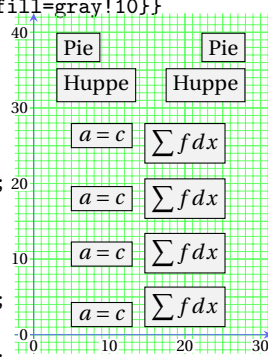 fill=gray!10}}
40
Pie Pie
Huppe Huppe
30
a = c ∑ f dx
;
20
a = c ∑ f dx
a = c ∑ f dx
10
;
a = c ∑ f dx
0
0 10 20 30